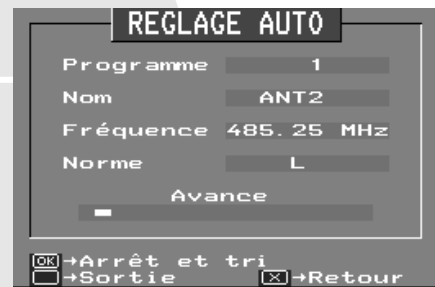 REGLAGE AUTO
Programme 1
Nom ANT2
Fréquence 485.25 MHz
Norme L
Avance
OK →Arrêt et tri
→Sortie X →Retour